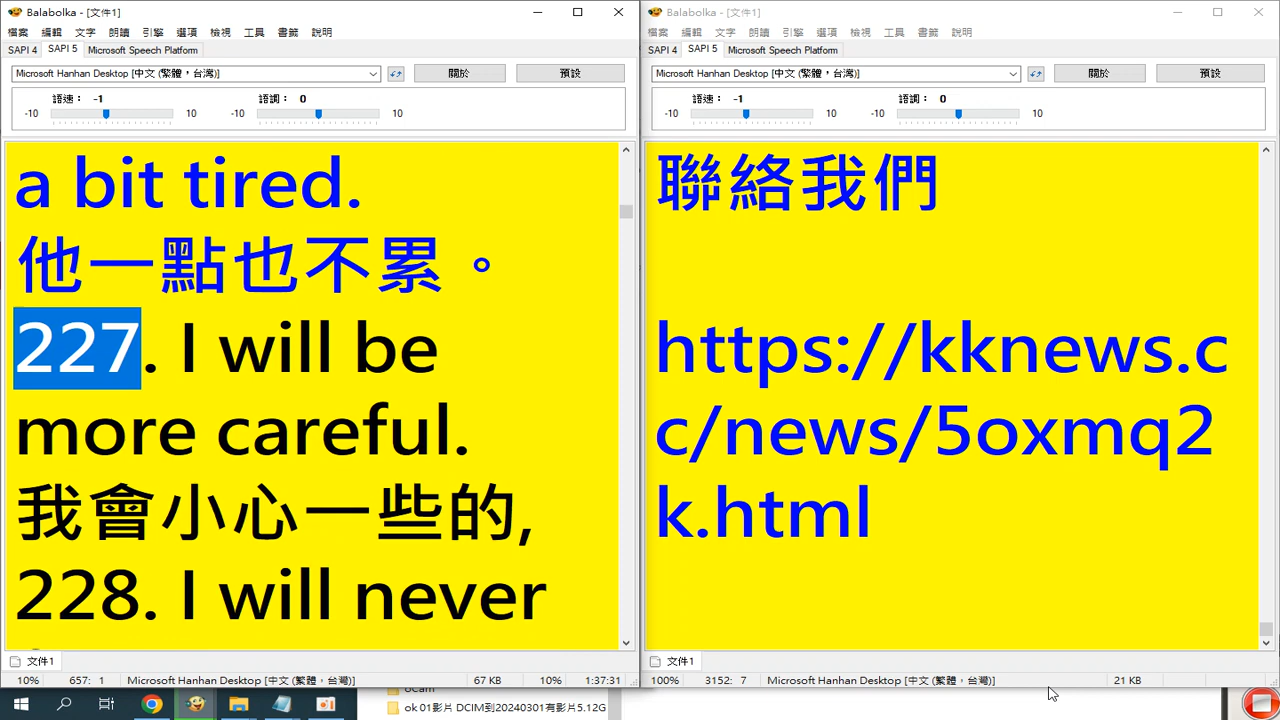 Balabolka - [文件1]
檔案 編輯 文字 朗讀 引擎 選項 檢視 工具 書籤 說明
SAPI 4 SAPI 5 Microsoft Speech Platform
Microsoft Hanhan Desktop [中文 (繁體，台灣)]
關於 預設
語速： -1 語調： 0
-10 10 -10 10
a bit tired.
他一點也不累。
227. I will be
more careful.
我會小心一些的,
228. I will never
文件1
10% 657: 1 Microsoft Hanhan Desktop [中文 (繁體，台灣)] 67 KB 10% 1:37:31
Balabolka - [文件1]
檔案 編輯 文字 朗讀 引擎 選項 檢視 工具 書籤 說明
SAPI 4 SAPI 5 Microsoft Speech Platform
Microsoft Hanhan Desktop [中文 (繁體，台灣)]
關於 預設
語速： -1 語調： 0
-10 10 -10 10
聯絡我們
https://kknews.c
c/news/5oxmq2
k.html
文件1
100% 3152: 7 Microsoft Hanhan Desktop [中文 (繁體，台灣)] 21 KB
oCam
ok 01影片 DCIM到20240301有影片5.12G